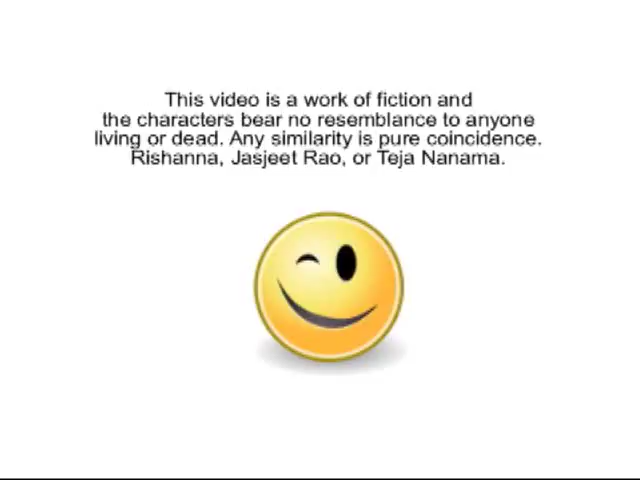 This video is a work of fiction and
the characters bear no resemblance to anyone
living or dead. Any similarity is pure coincidence.
Rishanna, Jasjeet Rao, or Teja Nanama.